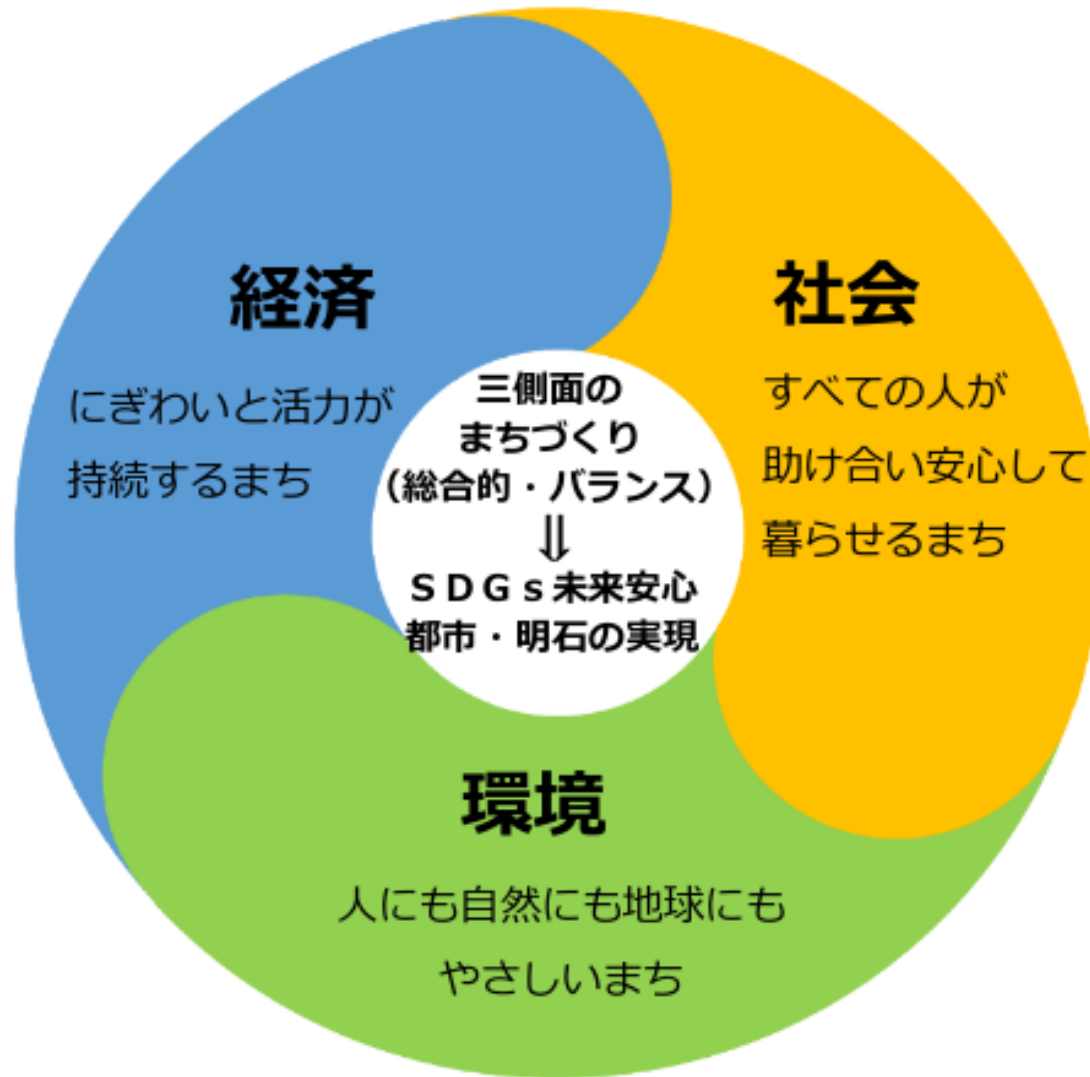 経済
にぎわいと活力が
持続するまち
社会
すべての人が
助け合い安心して
暮らせるまち
三側面の
まちづくり
（総合的・バランス）
⇓
ＳＤＧｓ未来安心
都市・明石の実現
環境
人にも自然にも地球にも
やさしいまち